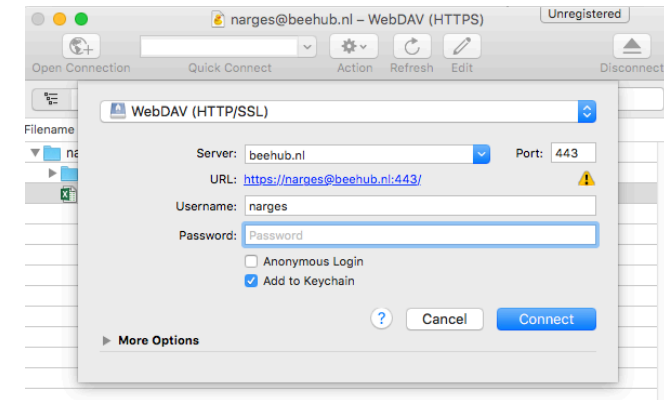 narges@beehub.nl – WebDAV (HTTPS)
Unregistered
Open Connection
Quick Connect
Action
Refresh
Edit
Disconnect
Filename
WebDAV (HTTP/SSL)
na
Server: beehub.nl Port: 443
URL: https://narges@beehub.nl:443/
Username: narges
Password: Password
Anonymous Login
Add to Keychain
? Cancel Connect
More Options